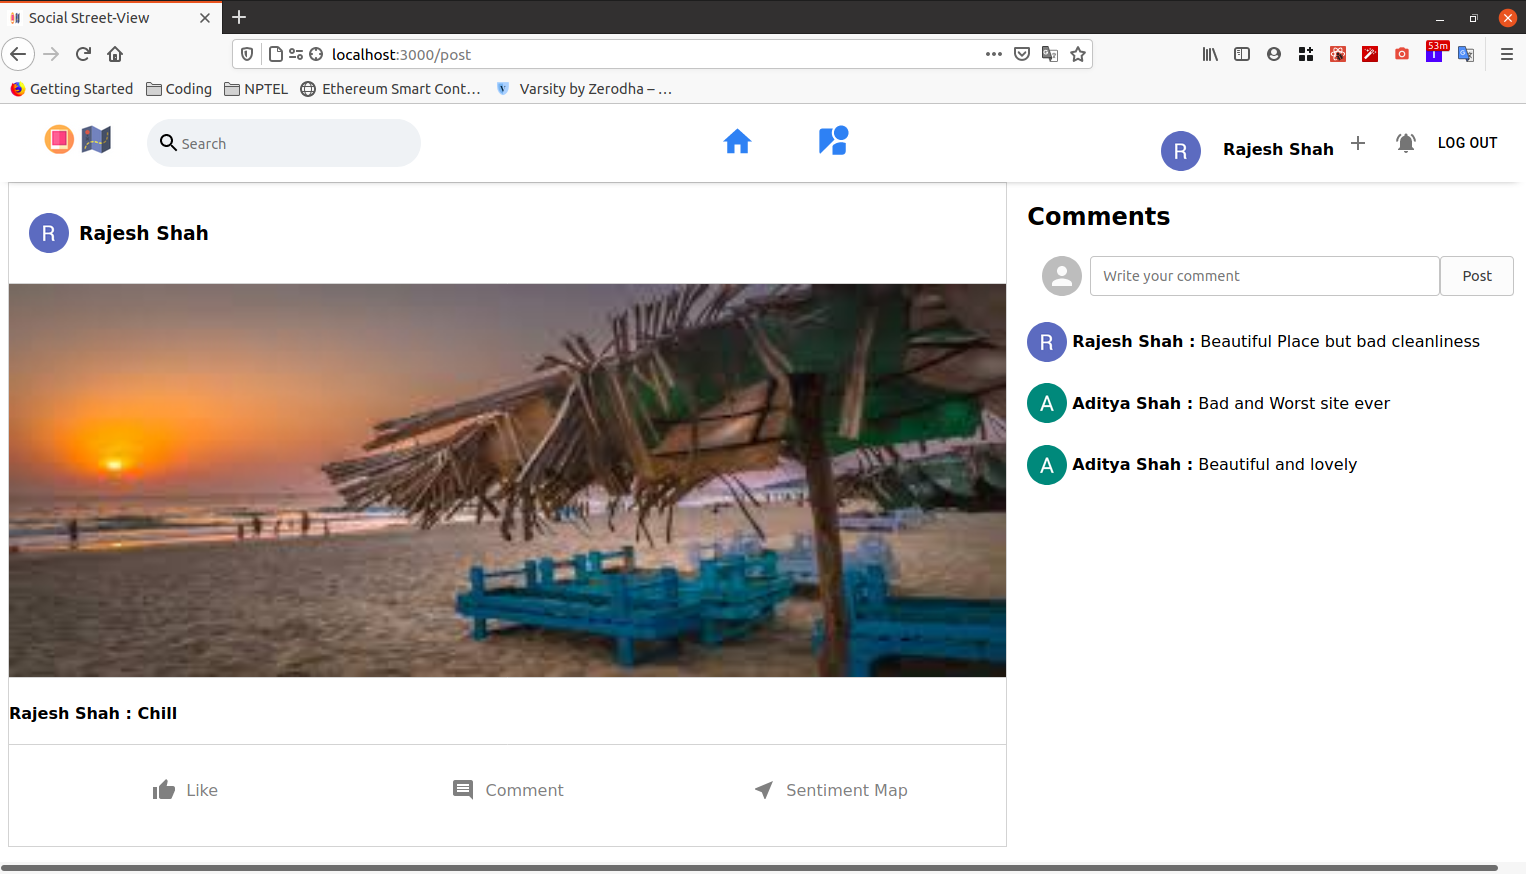 Social Street-View
localhost:3000/post
53m
Getting Started Coding NPTEL Ethereum Smart Cont... Varsity by Zerodha – ...
Search
R Rajesh Shah LOG OUT
R Rajesh Shah
Rajesh Shah : Chill
Like Comment Sentiment Map
Comments
Write your comment Post
R Rajesh Shah : Beautiful Place but bad cleanliness
A Aditya Shah : Bad and Worst site ever
A Aditya Shah : Beautiful and lovely